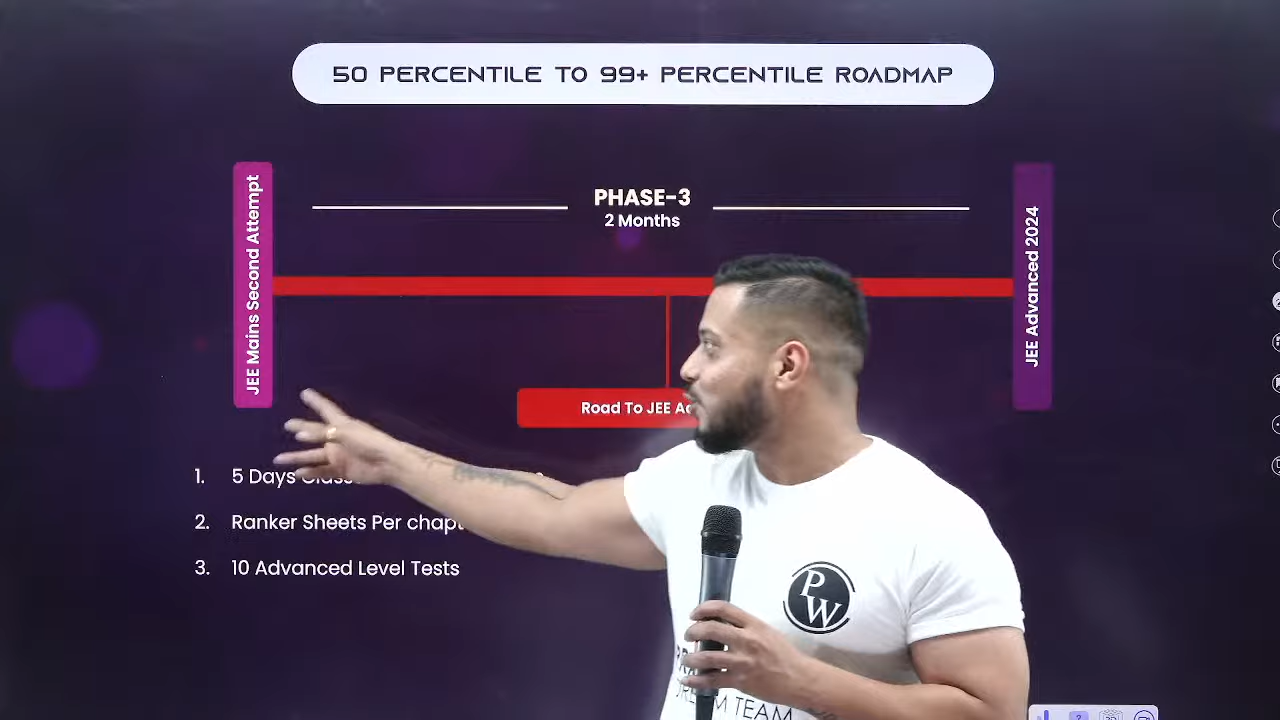 50 PERCENTILE TO 99+ PERCENTILE ROADMAP
JEE Mains Second Attempt
PHASE-3
2 Months
JEE Advanced 2024
Road To JEE
1. 5 Days
2. Ranker Sheets Per
3. 10 Advanced Level Tests
PW
TEAM